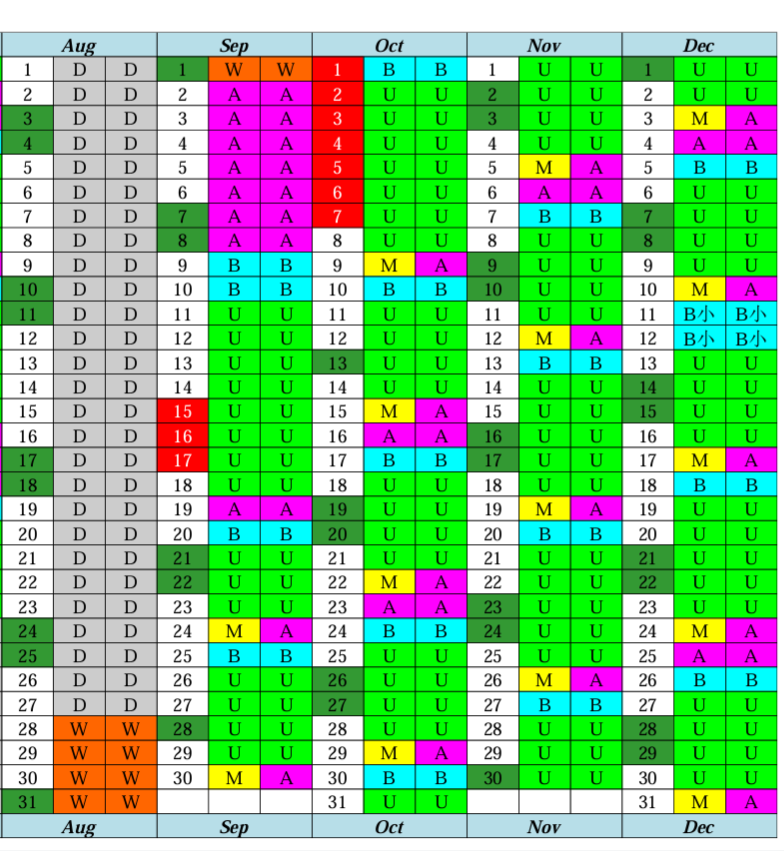 Aug Sep Oct Nov Dec
1 D D 1 W W 1 B B 1 U U 1 U U
2 D D 2 A A 2 U U 2 U U 2 U U
3 D D 3 A A 3 U U 3 U U 3 M A
4 D D 4 A A 4 U U 4 U U 4 A A
5 D D 5 A A 5 U U 5 M A 5 B B
6 D D 6 A A 6 U U 6 A A 6 U U
7 D D 7 A A 7 U U 7 B B 7 U U
8 D D 8 A A 8 U U 8 U U 8 U U
9 D D 9 B B 9 M A 9 U U 9 U U
10 D D 10 B B 10 B B 10 U U 10 M A
11 D D 11 U U 11 U U 11 U U 11 B小 B小
12 D D 12 U U 12 U U 12 M A 12 B小 B小
13 D D 13 U U 13 U U 13 B B 13 U U
14 D D 14 U U 14 U U 14 U U 14 U U
15 D D 15 U U 15 M A 15 U U 15 U U
16 D D 16 U U 16 A A 16 U U 16 U U
17 D D 17 U U 17 B B 17 U U 17 M A
18 D D 18 U U 18 U U 18 U U 18 B B
19 D D 19 A A 19 U U 19 M A 19 U U
20 D D 20 B B 20 U U 20 B B 20 U U
21 D D 21 U U 21 U U 21 U U 21 U U
22 D D 22 U U 22 M A 22 U U 22 U U
23 D D 23 U U 23 A A 23 U U 23 U U
24 D D 24 M A 24 B B 24 U U 24 M A
25 D D 25 B B 25 U U 25 U U 25 A A
26 D D 26 U U 26 U U 26 M A 26 B B
27 D D 27 U U 27 U U 27 B B 27 U U
28 W W 28 U U 28 U U 28 U U 28 U U
29 W W 29 U U 29 M A 29 U U 29 U U
30 W W 30 M A 30 B B 30 U U 30 U U
31 W W 31 U U 31 M A
Aug Sep Oct Nov Dec